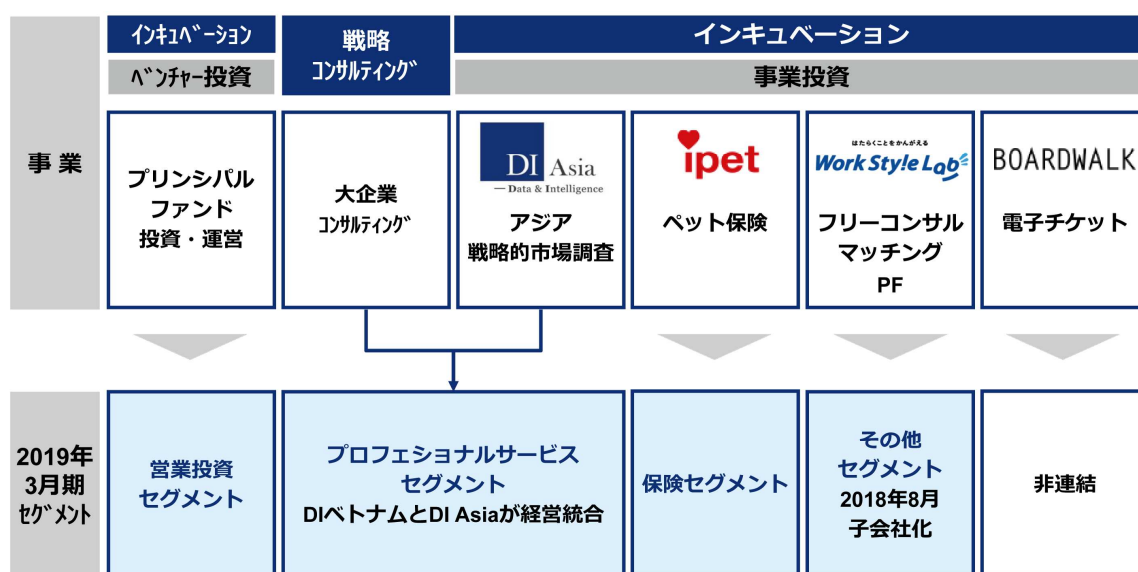 インキュベーション
戦略
コンサルティング
インキュベーション
ベンチャー投資
事業投資
事 業
プリンシパル
ファンド
投資・運営
大企業
コンサルティング
DI Asia
— Data & Intelligence
アジア
戦略的市場調査
ipet
ペット保険
はたらくことをかんがえる
Work Style Lab
フリーコンサル
マッチング
PF
BOARDWALK
電子チケット
2019年
3月期
セグメント
営業投資
セグメント
プロフェショナルサービス
セグメント
DIベトナムとDI Asiaが経営統合
保険セグメント
その他
セグメント
2018年8月
子会社化
非連結